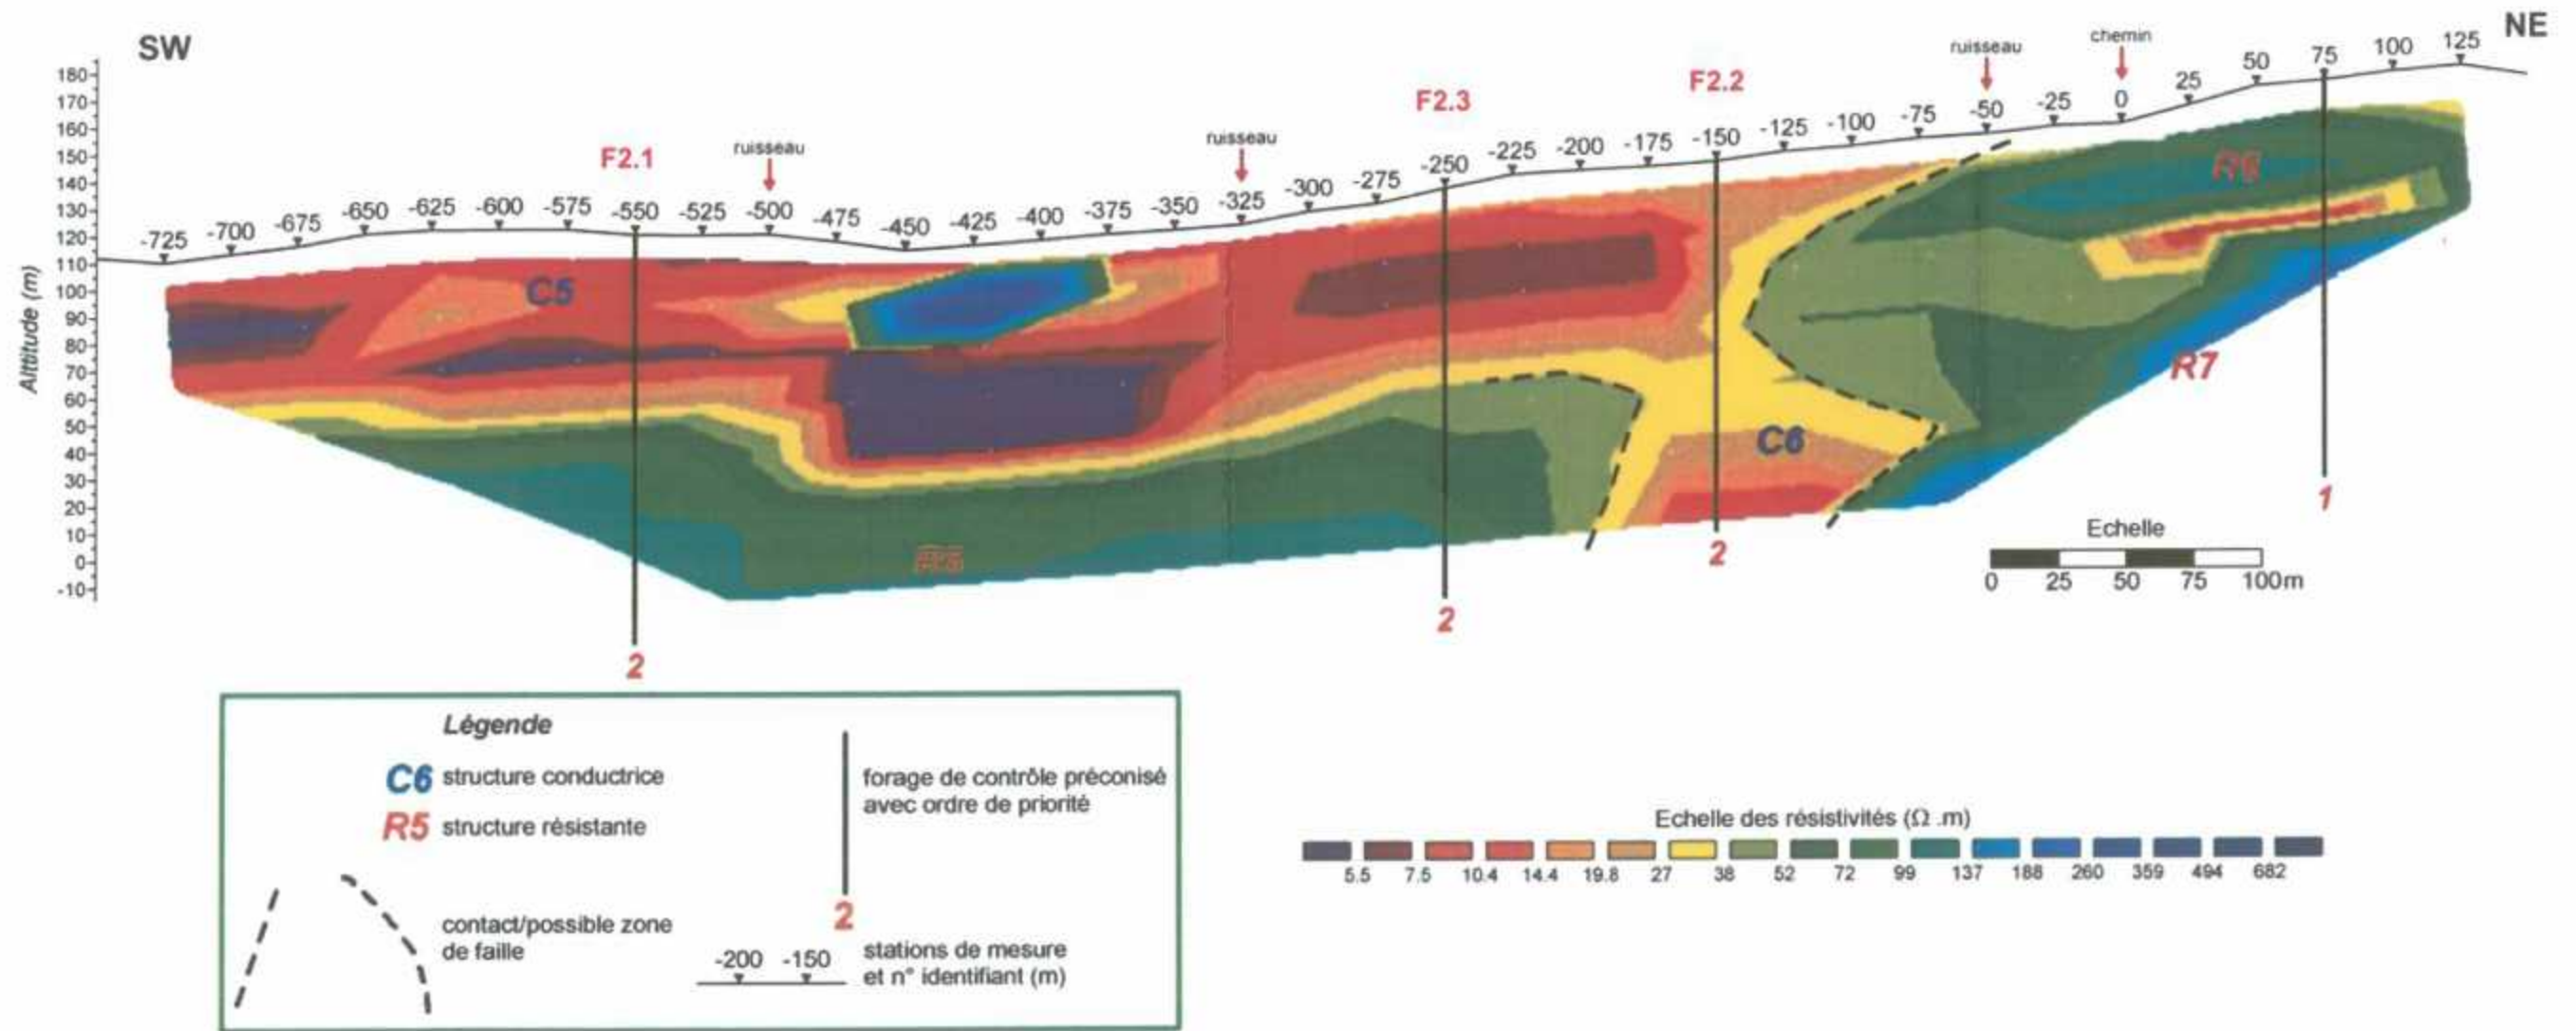 SW
NE
F2.1
ruisseau
ruisseau
F2.3
F2.2
ruisseau
chemin
-725 -700 -675 -650 -625 -600 -575 -550 -525 -500 -475 -450 -425 -400 -375 -350 -325 -300 -275 -250 -225 -200 -175 -150 -125 -100 -75 -50 -25 0 25 50 75 100 125
Altitude (m)
180
170
160
150
140
130
120
110
100
90
80
70
60
50
40
30
20
10
0
-10
C5
R6
R7
C6
2
2
2
1
Echelle
0 25 50 75 100m
Légende
C6 structure conductrice
R5 structure résistante
contact/possible zone
de faille
forage de contrôle préconisé
avec ordre de priorité
2
-200 -150
stations de mesure
et n° identifiant (m)
Echelle des résistivités (Ω .m)
5.5 7.5 10.4 14.4 19.8 27 38 52 72 99 137 188 260 359 494 682